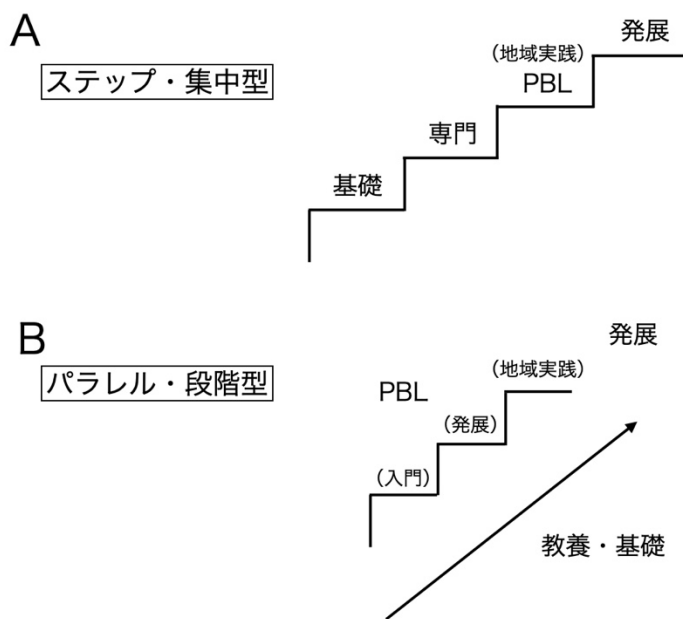 A
ステップ・集中型
発展
(地域実践)
PBL
専門
基礎
B
パラレル・段階型
発展
(地域実践)
PBL
(発展)
(入門)
教養・基礎